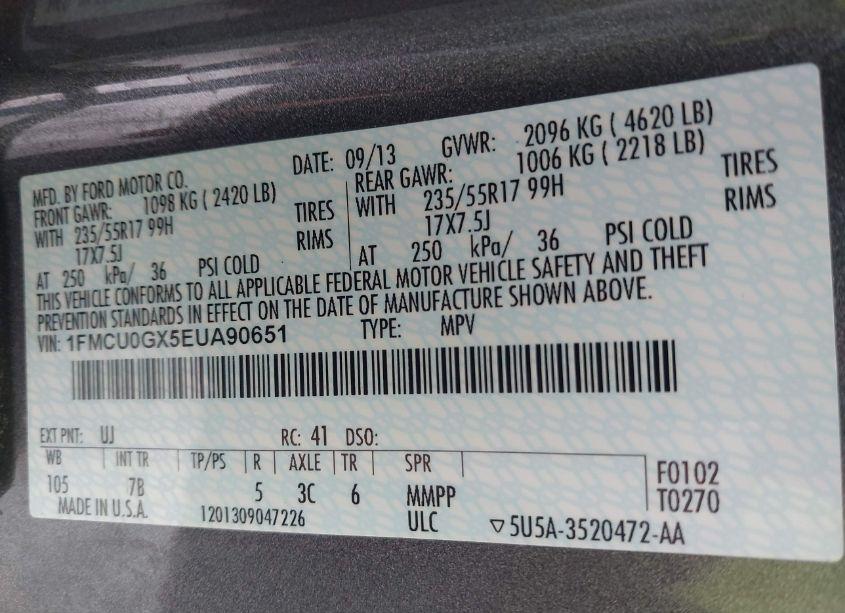 MFD. BY FORD MOTOR CO. DATE: 09/13 GVWR: 2096 KG ( 4620 LB)
FRONT GAWR: 1098 KG ( 2420 LB) REAR GAWR: 1006 KG ( 2218 LB)
WITH 235/55R17 99H TIRES WITH 235/55R17 99H TIRES
17X7.5J RIMS 17X7.5J RIMS
AT 250 kPa/ 36 PSI COLD AT 250 kPa/ 36 PSI COLD
THIS VEHICLE CONFORMS TO ALL APPLICABLE FEDERAL MOTOR VEHICLE SAFETY AND THEFT
PREVENTION STANDARDS IN EFFECT ON THE DATE OF MANUFACTURE SHOWN ABOVE.
VIN: 1FMCU0GX5EUA90651 TYPE: MPV
EXT PNT: UJ RC: 41 DSO:
WB INT TR TP/PS R AXLE TR SPR F0102
105 7B 5 3C 6 MMPP T0270
MADE IN U.S.A. 1201309047226 ULC ▽5U5A-3520472-AA